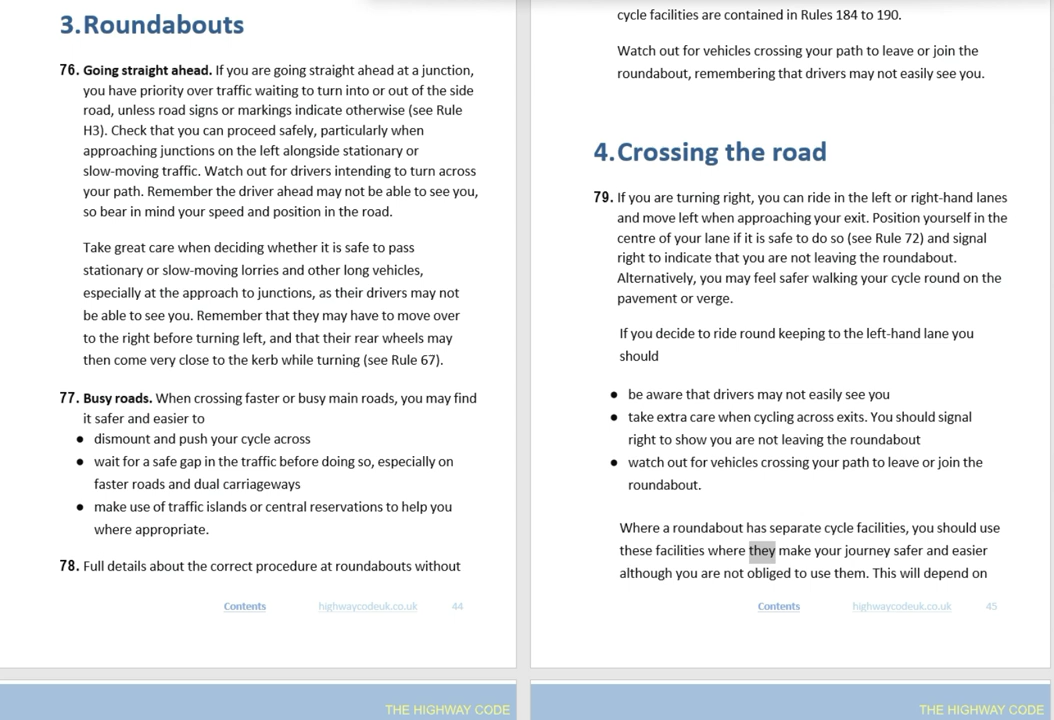 3. Roundabouts
76. Going straight ahead. If you are going straight ahead at a junction,
you have priority over traffic waiting to turn into or out of the side
road, unless road signs or markings indicate otherwise (see Rule
H3). Check that you can proceed safely, particularly when
approaching junctions on the left alongside stationary or
slow-moving traffic. Watch out for drivers intending to turn across
your path. Remember the driver ahead may not be able to see you,
so bear in mind your speed and position in the road.
Take great care when deciding whether it is safe to pass
stationary or slow-moving lorries and other long vehicles,
especially at the approach to junctions, as their drivers may not
be able to see you. Remember that they may have to move over
to the right before turning left, and that their rear wheels may
then come very close to the kerb while turning (see Rule 67).
77. Busy roads. When crossing faster or busy main roads, you may find
it safer and easier to
● dismount and push your cycle across
● wait for a safe gap in the traffic before doing so, especially on
faster roads and dual carriageways
● make use of traffic islands or central reservations to help you
where appropriate.
78. Full details about the correct procedure at roundabouts without
Contents highwaycodeuk.co.uk 44
cycle facilities are contained in Rules 184 to 190.
Watch out for vehicles crossing your path to leave or join the
roundabout, remembering that drivers may not easily see you.
4. Crossing the road
79. If you are turning right, you can ride in the left or right-hand lanes
and move left when approaching your exit. Position yourself in the
centre of your lane if it is safe to do so (see Rule 72) and signal
right to indicate that you are not leaving the roundabout.
Alternatively, you may feel safer walking your cycle round on the
pavement or verge.
If you decide to ride round keeping to the left-hand lane you
should
● be aware that drivers may not easily see you
● take extra care when cycling across exits. You should signal
right to show you are not leaving the roundabout
● watch out for vehicles crossing your path to leave or join the
roundabout.
Where a roundabout has separate cycle facilities, you should use
these facilities where they make your journey safer and easier
although you are not obliged to use them. This will depend on
Contents highwaycodeuk.co.uk 45
THE HIGHWAY CODE
THE HIGHWAY CODE